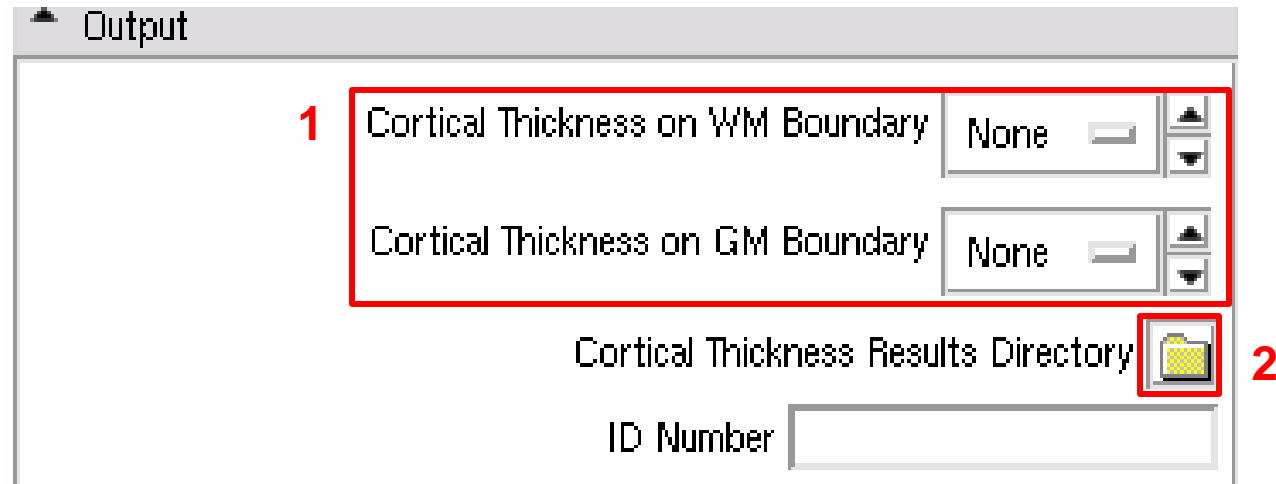 Output
1 Cortical Thickness on WM Boundary None
Cortical Thickness on GM Boundary None
Cortical Thickness Results Directory 2
ID Number